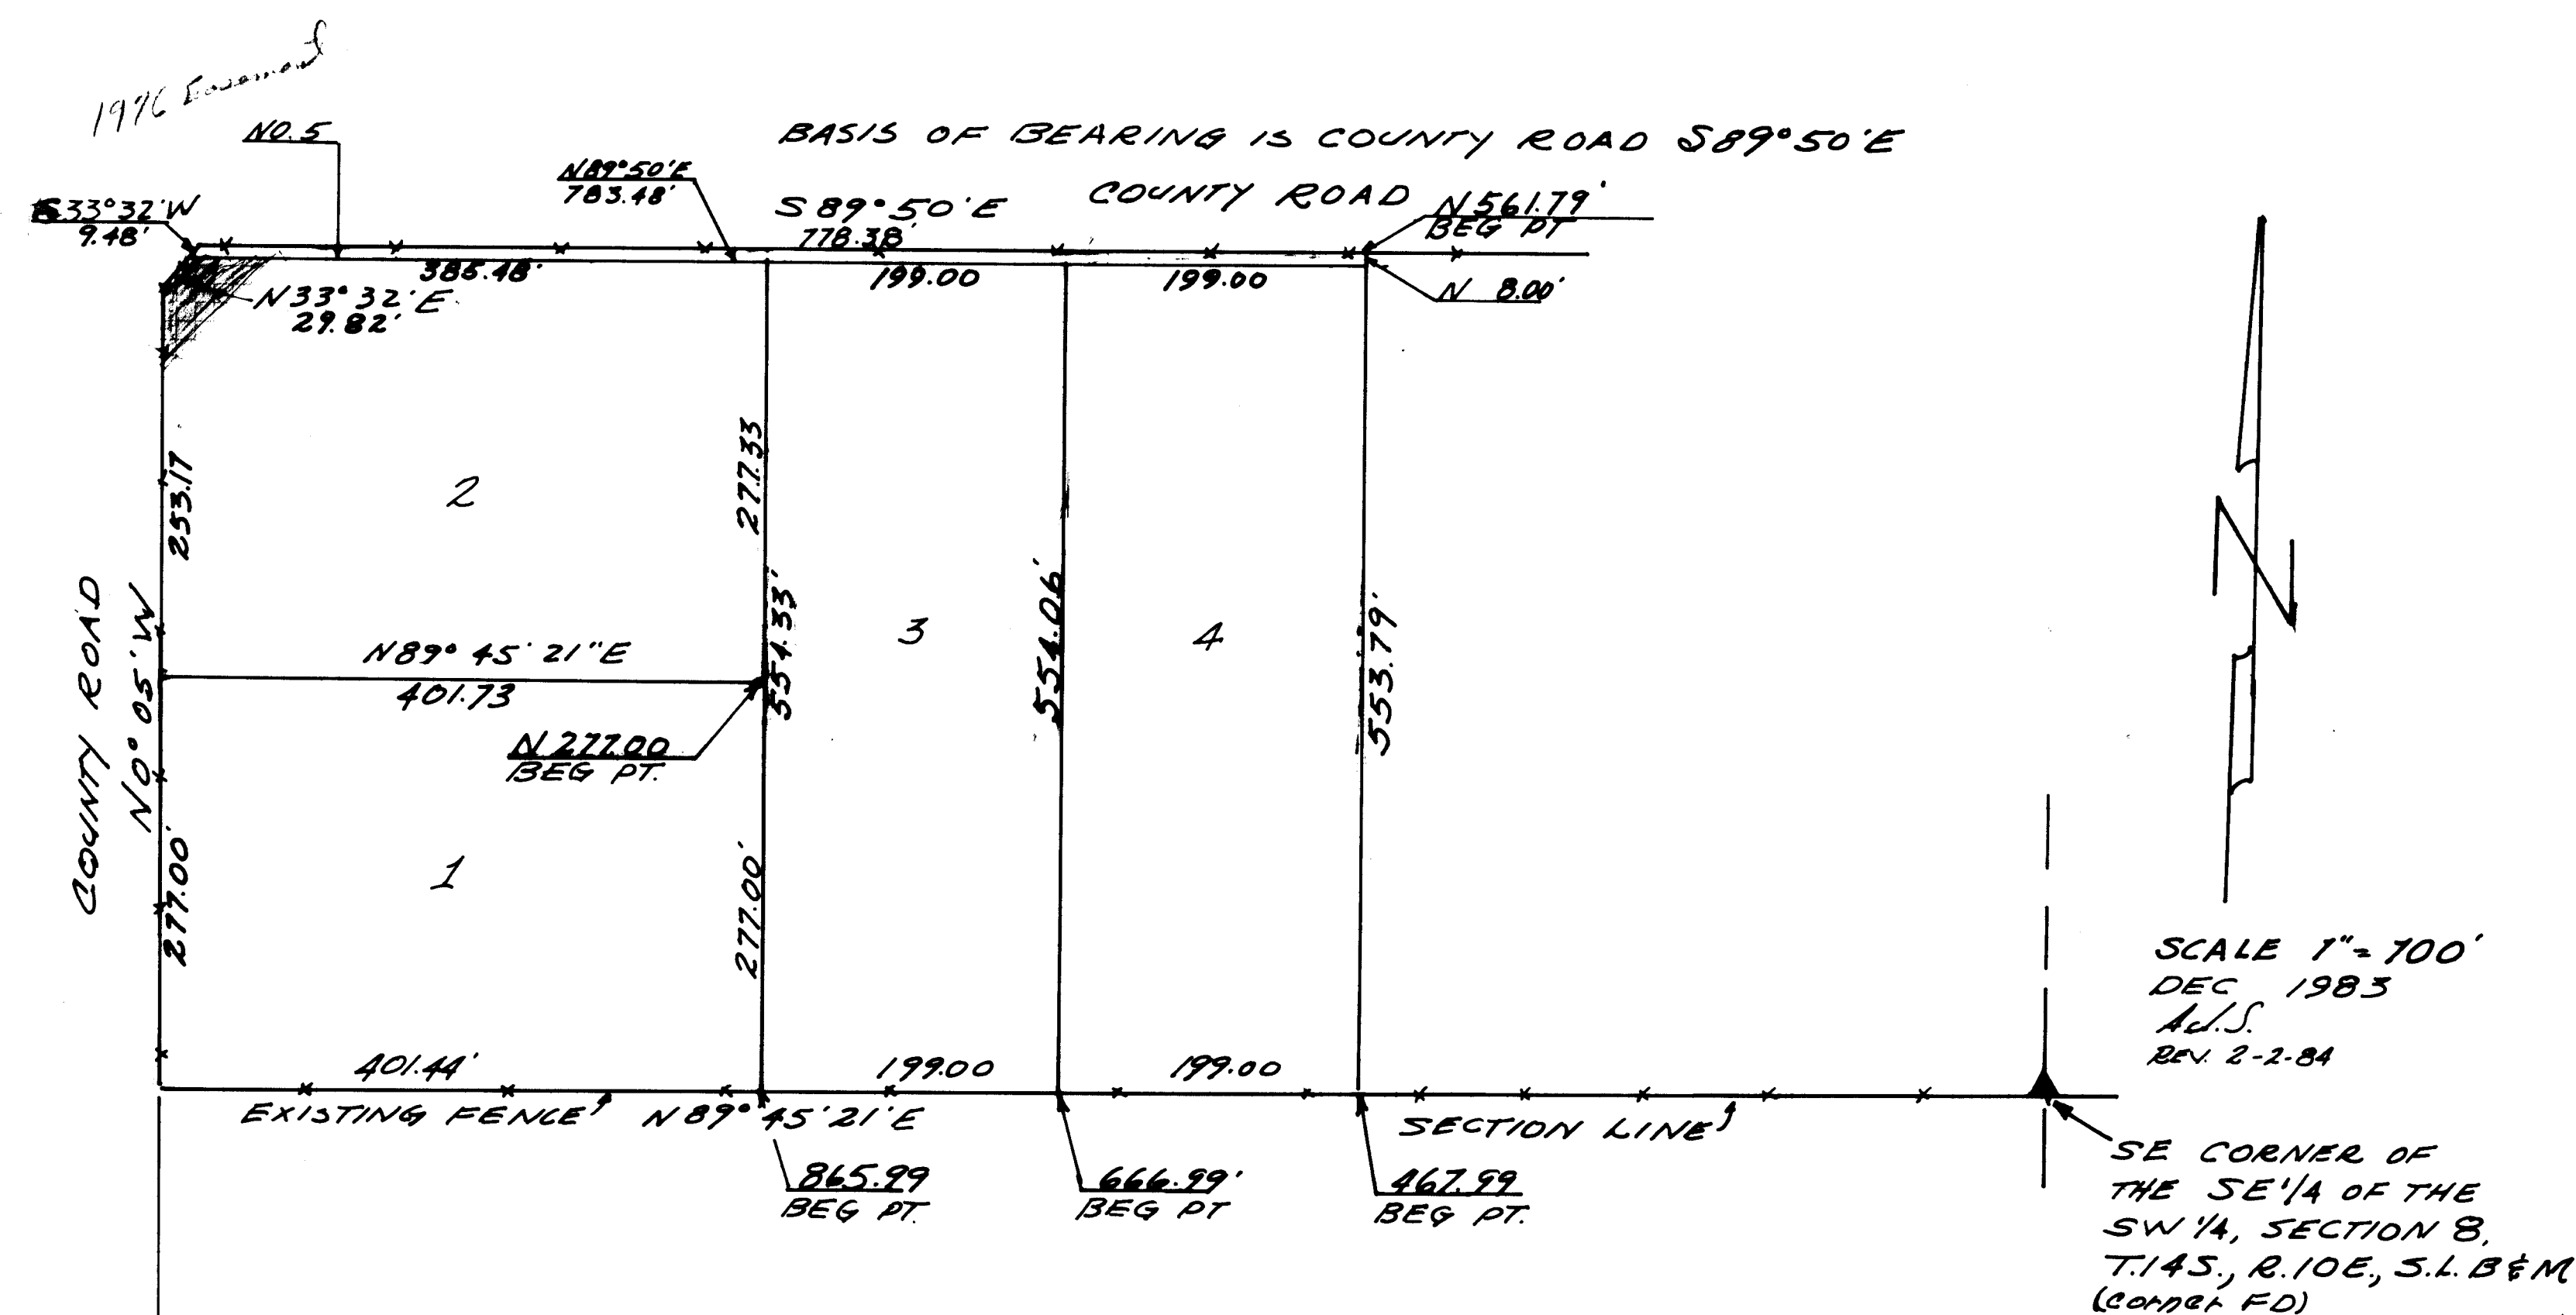 1976 Easement
NO. 5
BASIS OF BEARING IS COUNTY ROAD S89°50'E
N89°50'E
783.48'
S 89°50'E
778.38'
COUNTY ROAD
N 561.79'
BEG PT
S33°32'W
9.48'
385.48'
199.00
199.00
N 8.00'
N33°32'E
29.82'
253.17
2
277.33
3
4
554.33'
554.06'
553.79'
N89° 45' 21"E
401.73
N 277.00
BEG PT.
COUNTY ROAD
N0°05'W
277.00'
1
277.00'
N
SCALE 1"=100'
DEC 1983
A.J.S.
REV. 2-2-84
401.44'
199.00
199.00
EXISTING FENCE
N89°45'21'E
SECTION LINE
865.99
BEG PT.
666.99'
BEG PT
467.99
BEG PT.
SE CORNER OF
THE SE 1/4 OF THE
SW 1/4, SECTION 8,
T.14S., R.10E., S.L.B&M
(corner FD)